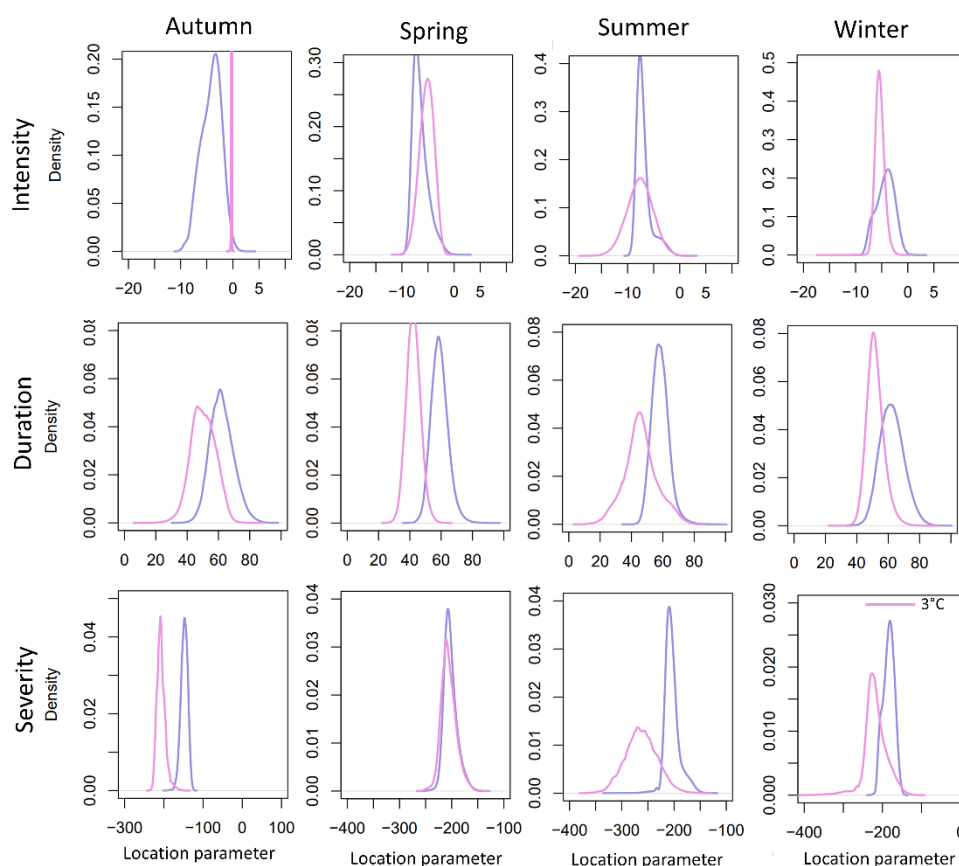 Autumn Spring Summer Winter
Intensity
Density
0.00 0.05 0.10 0.15 0.20
−20 −10 0 5
0.00 0.10 0.20 0.30
−20 −10 0 5
0.0 0.1 0.2 0.3 0.4
−20 −10 0 5
0.0 0.1 0.2 0.3 0.4 0.5
−20 −10 0 5
Duration
Density
0.00 0.02 0.04 0.06
0 20 40 60 80
0.00 0.02 0.04 0.06
0 20 40 60 80
0.00 0.02 0.04 0.06 0.08
0 20 40 60 80
0.00 0.02 0.04 0.06 0.08
0 20 40 60 80
Severity
Density
0.00 0.02 0.04
−300 −100 0 100
0.00 0.01 0.02 0.03 0.04
−400 −300 −200 −100
0.00 0.01 0.02 0.03 0.04
−400 −300 −200 −100
0.000 0.010 0.020 0.030
−400 −200 0
3°C
Location parameter Location parameter Location parameter Location parameter